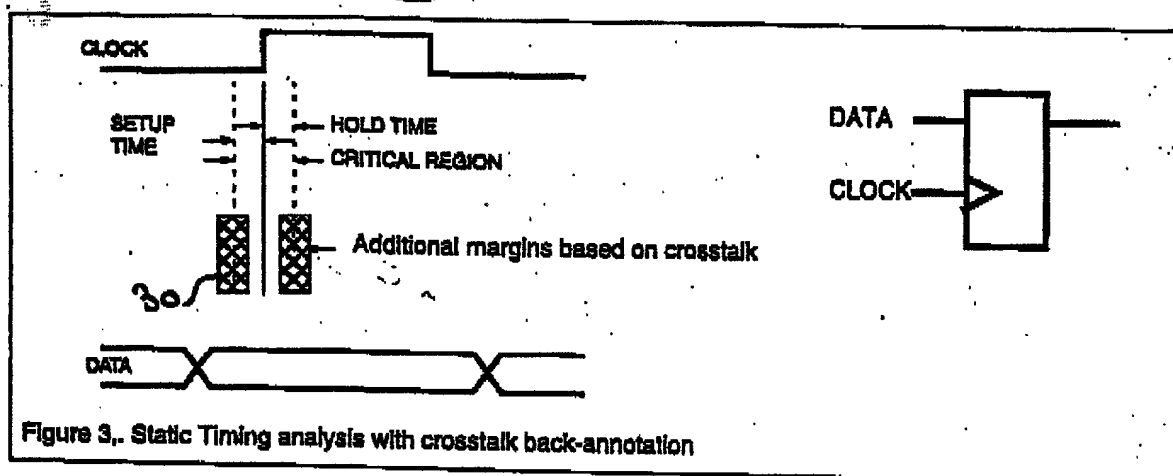 CLOCK
SETUP
TIME
HOLD TIME
CRITICAL REGION
Additional margins based on crosstalk
30
DATA
DATA
CLOCK
Figure 3,. Static Timing analysis with crosstalk back-annotation